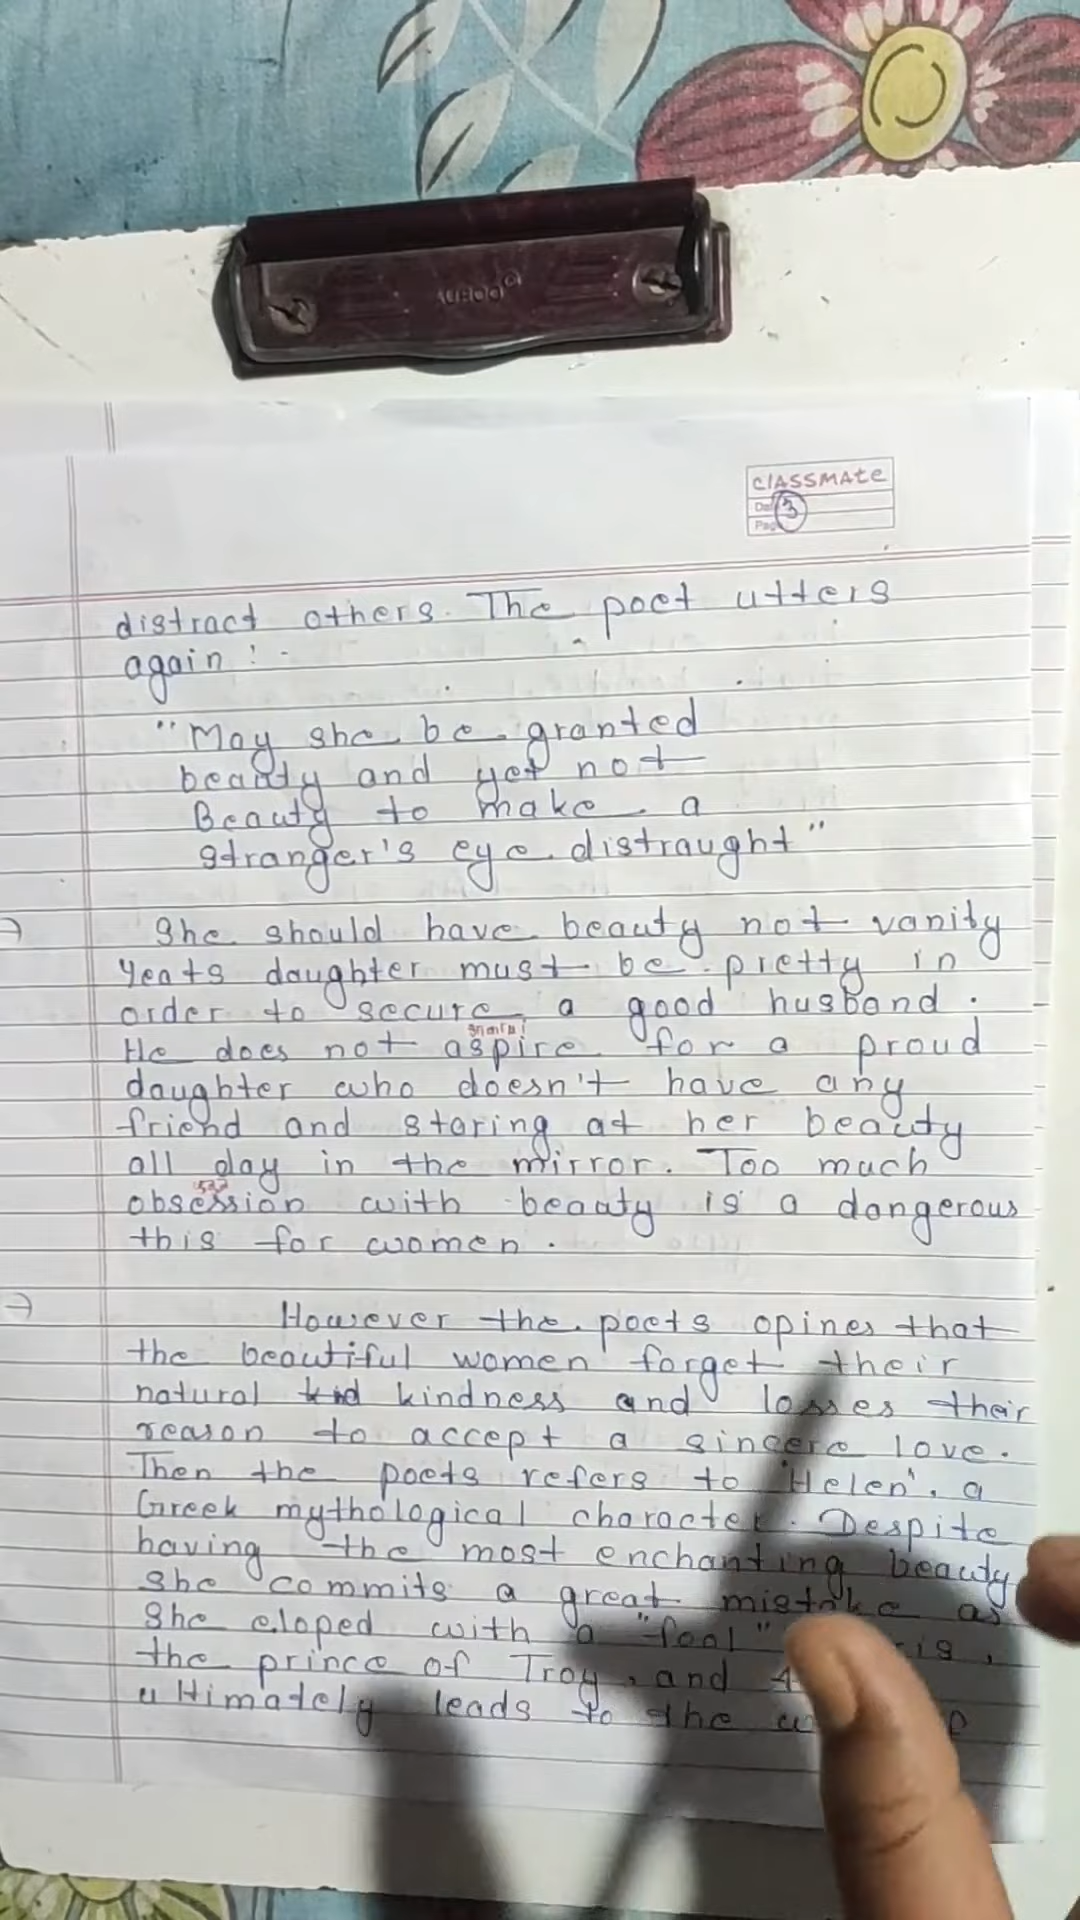 CLASSMATE
Date
3
Page
distract others. The poet utters
again :-
"May she be granted
beauty and yet not
Beauty to make a
stranger's eye distraught"
She should have beauty not vanity
Yeats daughter must be pretty in
order to secure a good husband.
He does not aspire for a proud
daughter who doesn't have any
friend and staring at her beauty
all day in the mirror. Too much
obsession with beauty is a dangerous
this for women.
However the poets opines that
the beautiful women forget their
natural kindness and losses their
reason to accept a sincere love.
Then the poets refers to 'Helen', a
Greek mythological character. Despite
having the most enchanting beauty
she commits a great mistake as
she eloped with a "fool"
the prince of Troy, and
ultimately leads to the